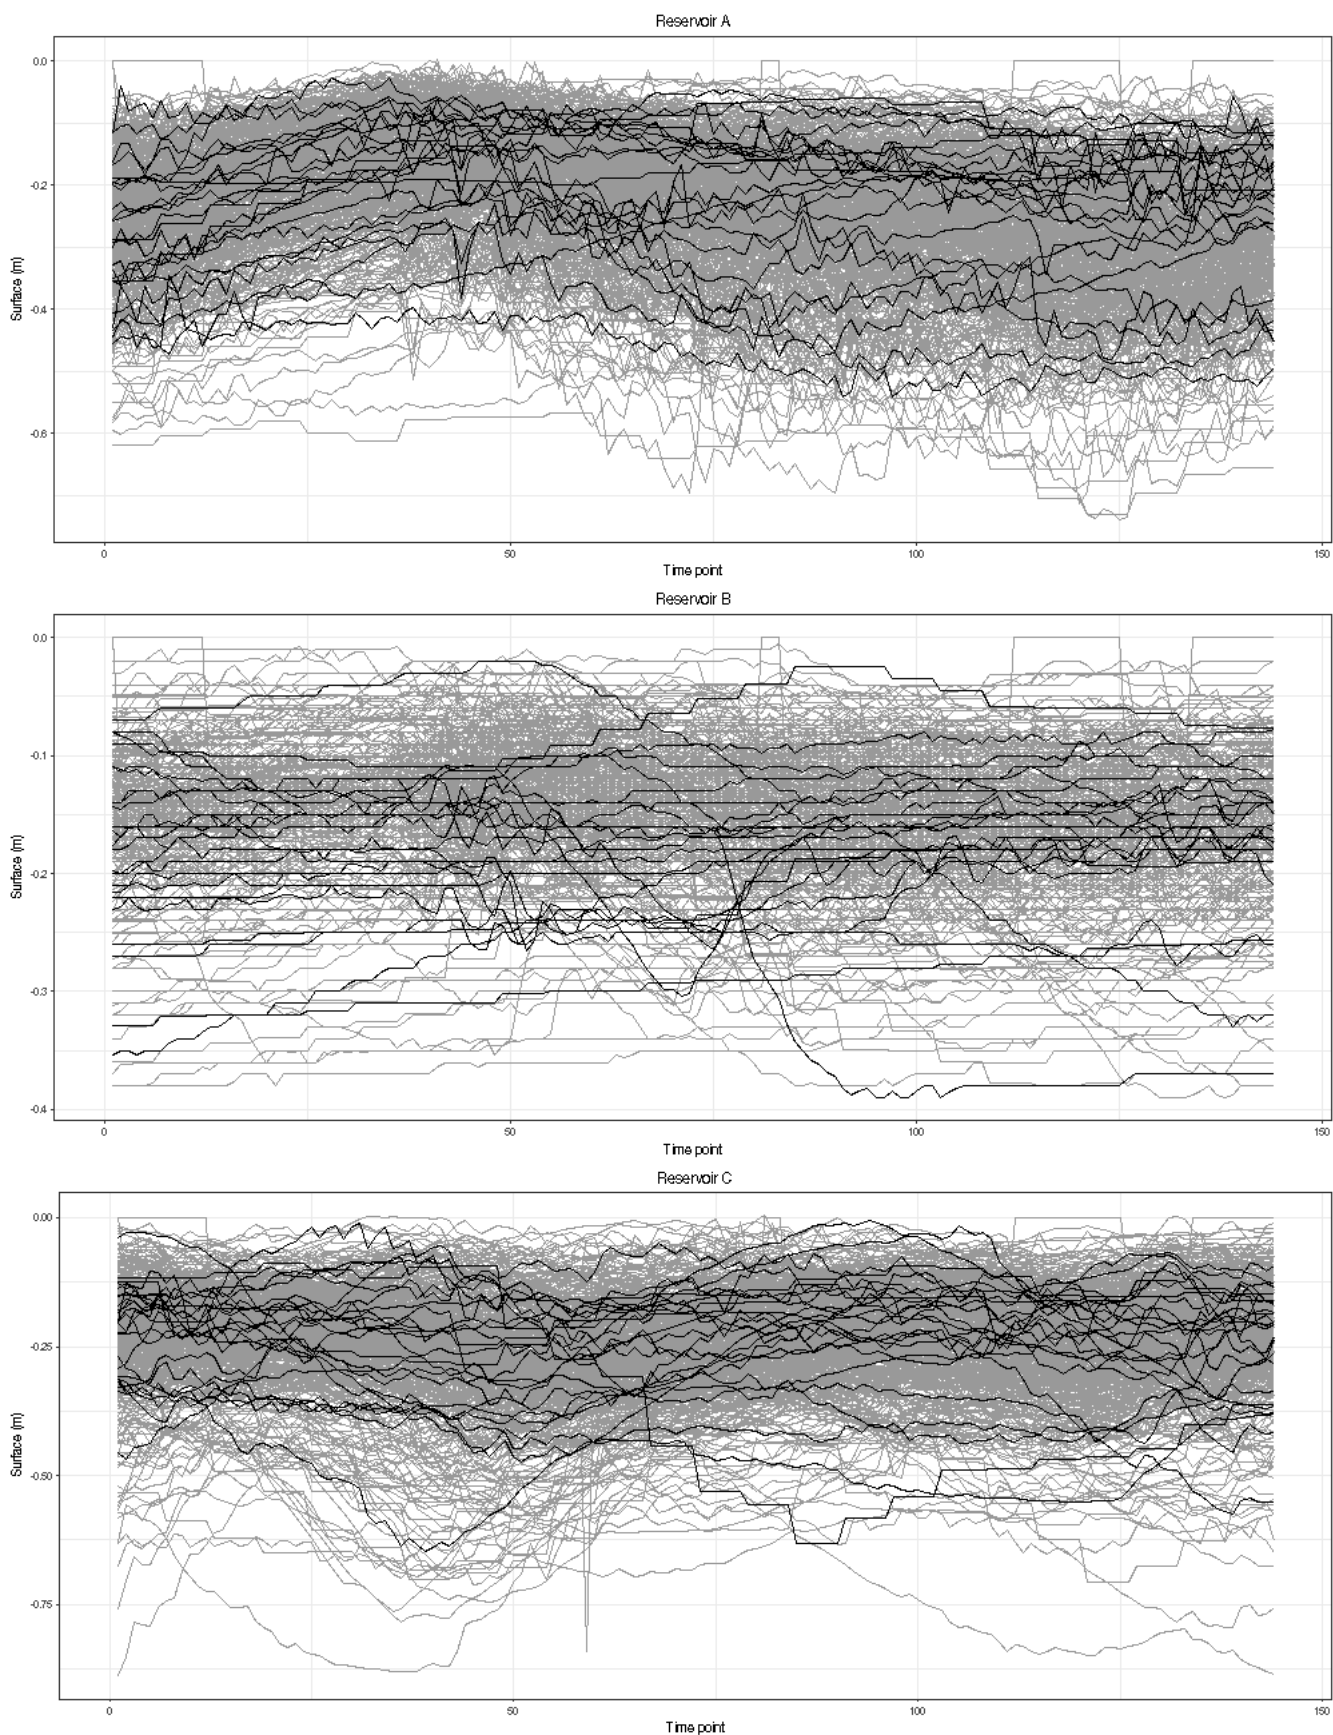 Reservoir A
0.0
-0.2
-0.4
-0.6
Surface (m)
0 50 100 150
Time point
Reservoir B
0.0
-0.1
-0.2
-0.3
-0.4
Surface (m)
0 50 100 150
Time point
Reservoir C
0.00
-0.25
-0.50
-0.75
Surface (m)
0 50 100 150
Time point